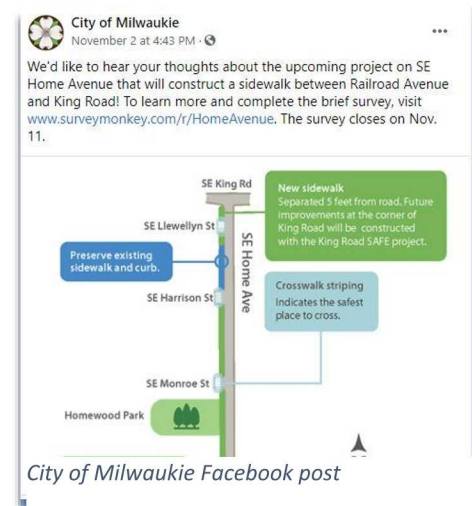 City of Milwaukie
November 2 at 4:43 PM ·
We'd like to hear your thoughts about the upcoming project on SE
Home Avenue that will construct a sidewalk between Railroad Avenue
and King Road! To learn more and complete the brief survey, visit
www.surveymonkey.com/r/HomeAvenue. The survey closes on Nov.
11.
SE King Rd
New sidewalk
Separated 5 feet from road. Future
improvements at the corner of
King Road will be constructed
with the King Road SAFE project.
SE Llewellyn St
SE Home Ave
Preserve existing
sidewalk and curb.
Crosswalk striping
Indicates the safest
place to cross.
SE Harrison St
SE Monroe St
Homewood Park
City of Milwaukie Facebook post